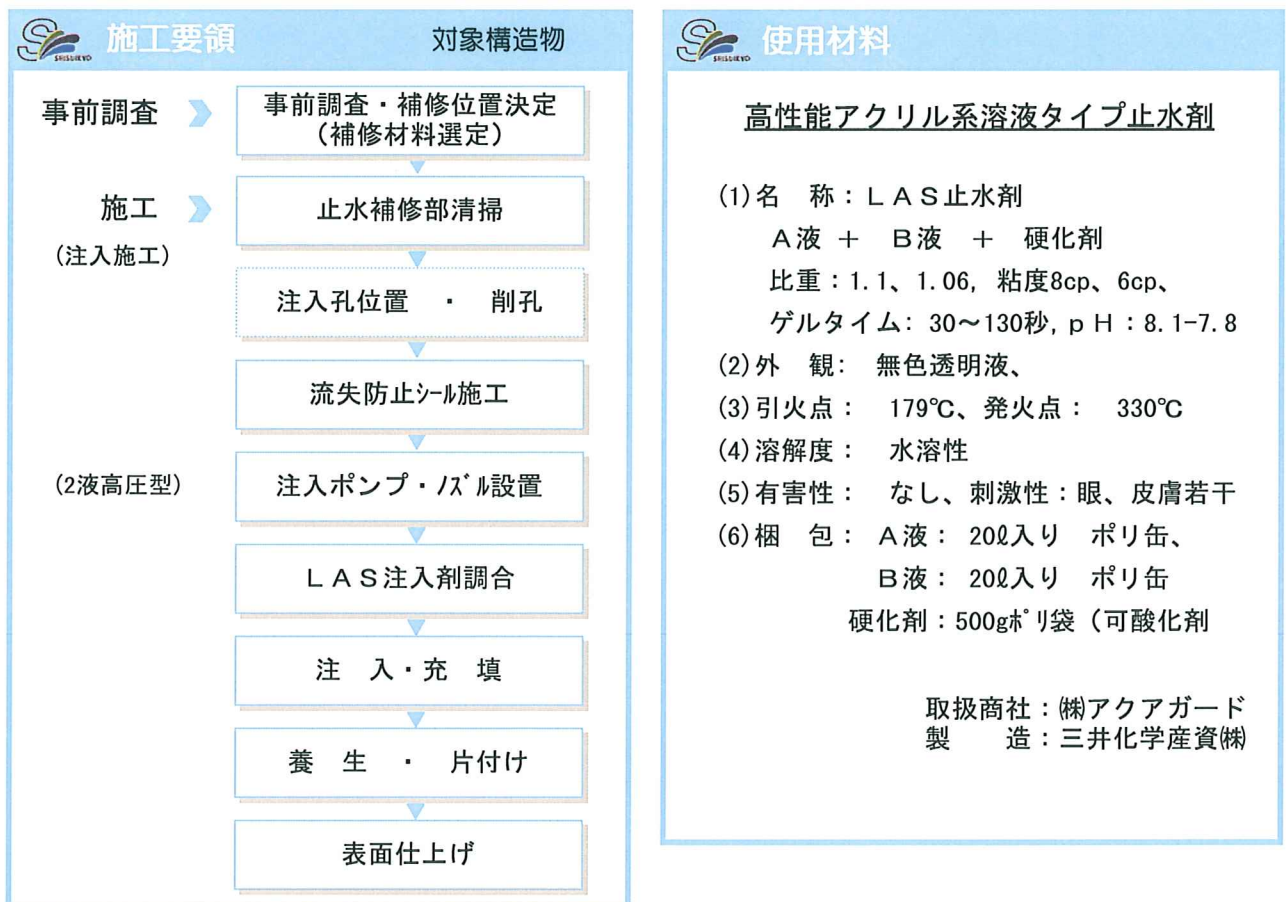 施工要領 対象構造物
事前調査
事前調査・補修位置決定
(補修材料選定)
施工
(注入施工)
止水補修部清掃
注入孔位置 ・ 削孔
流失防止ｼｰﾙ施工
(2液高圧型)
注入ポンプ・ﾉｽﾞﾙ設置
ＬＡＳ注入剤調合
注 入・充 填
養 生 ・ 片付け
表面仕上げ
SHISUIKYO
使用材料
SHISUIKYO
高性能アクリル系溶液タイプ止水剤
(1)名 称：ＬＡＳ止水剤
Ａ液 ＋ Ｂ液 ＋ 硬化剤
比重：1.1、1.06, 粘度8cp、6cp、
ゲルタイム: 30～130秒,ｐＨ：8.1-7.8
(2)外 観: 無色透明液、
(3)引火点： 179℃、発火点： 330℃
(4)溶解度： 水溶性
(5)有害性： なし、刺激性：眼、皮膚若干
(6)梱 包： Ａ液： 20ℓ入り ポリ缶、
Ｂ液： 20ℓ入り ポリ缶
硬化剤：500gﾎﾟﾘ袋（可酸化剤
取扱商社：㈱アクアガード
製 造：三井化学産資㈱